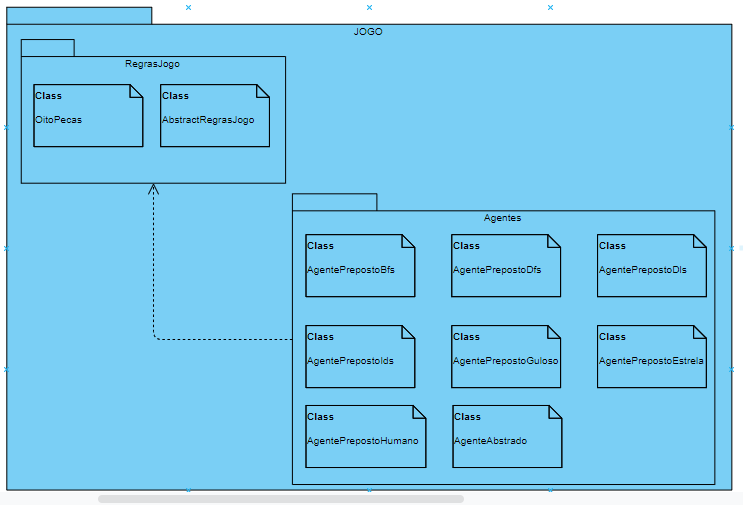 JOGO
RegrasJogo
Class
OitoPecas
Class
AbstractRegrasJogo
Agentes
Class
AgentePrepostoBfs
Class
AgentePrepostoDfs
Class
AgentePrepostoDls
Class
AgentePrepostoIds
Class
AgentePrepostoGuloso
Class
AgentePrepostoEstrela
Class
AgentePrepostoHumano
Class
AgenteAbstrado